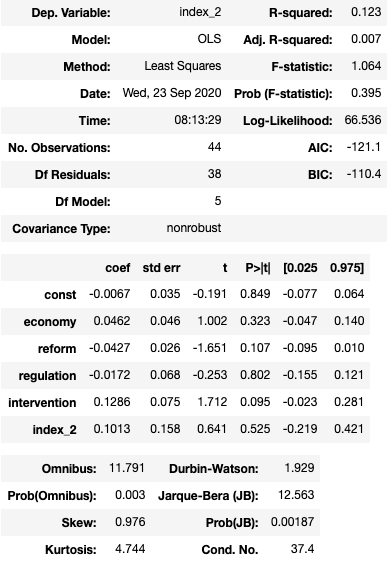 Dep. Variable: index_2 R-squared: 0.123
Model: OLS Adj. R-squared: 0.007
Method: Least Squares F-statistic: 1.064
Date: Wed, 23 Sep 2020 Prob (F-statistic): 0.395
Time: 08:13:29 Log-Likelihood: 66.536
No. Observations: 44 AIC: -121.1
Df Residuals: 38 BIC: -110.4
Df Model: 5
Covariance Type: nonrobust
coef std err t P>|t| [0.025 0.975]
const -0.0067 0.035 -0.191 0.849 -0.077 0.064
economy 0.0462 0.046 1.002 0.323 -0.047 0.140
reform -0.0427 0.026 -1.651 0.107 -0.095 0.010
regulation -0.0172 0.068 -0.253 0.802 -0.155 0.121
intervention 0.1286 0.075 1.712 0.095 -0.023 0.281
index_2 0.1013 0.158 0.641 0.525 -0.219 0.421
Omnibus: 11.791 Durbin-Watson: 1.929
Prob(Omnibus): 0.003 Jarque-Bera (JB): 12.563
Skew: 0.976 Prob(JB): 0.00187
Kurtosis: 4.744 Cond. No. 37.4